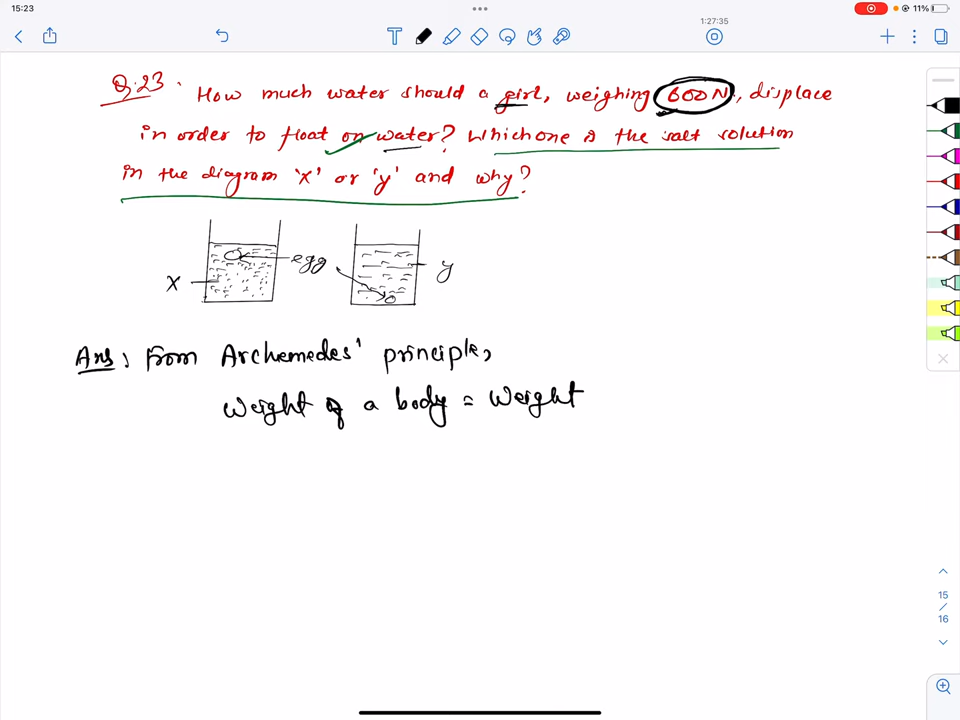 15:23
11%
1:27:35
Q.23. How much water should a girl, weighing 600N, displace
in order to float on water? Which one is the salt solution
in the diagram 'x' or 'y' and why?
x
egg
y
Ans: From Archemedes' principle,
Weight of a body = Weight
15
/
16